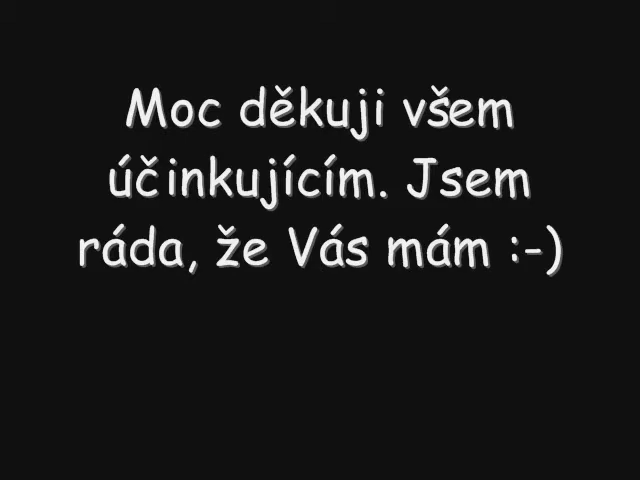 Moc děkuji všem
účinkujícím. Jsem
ráda, že Vás mám :-)